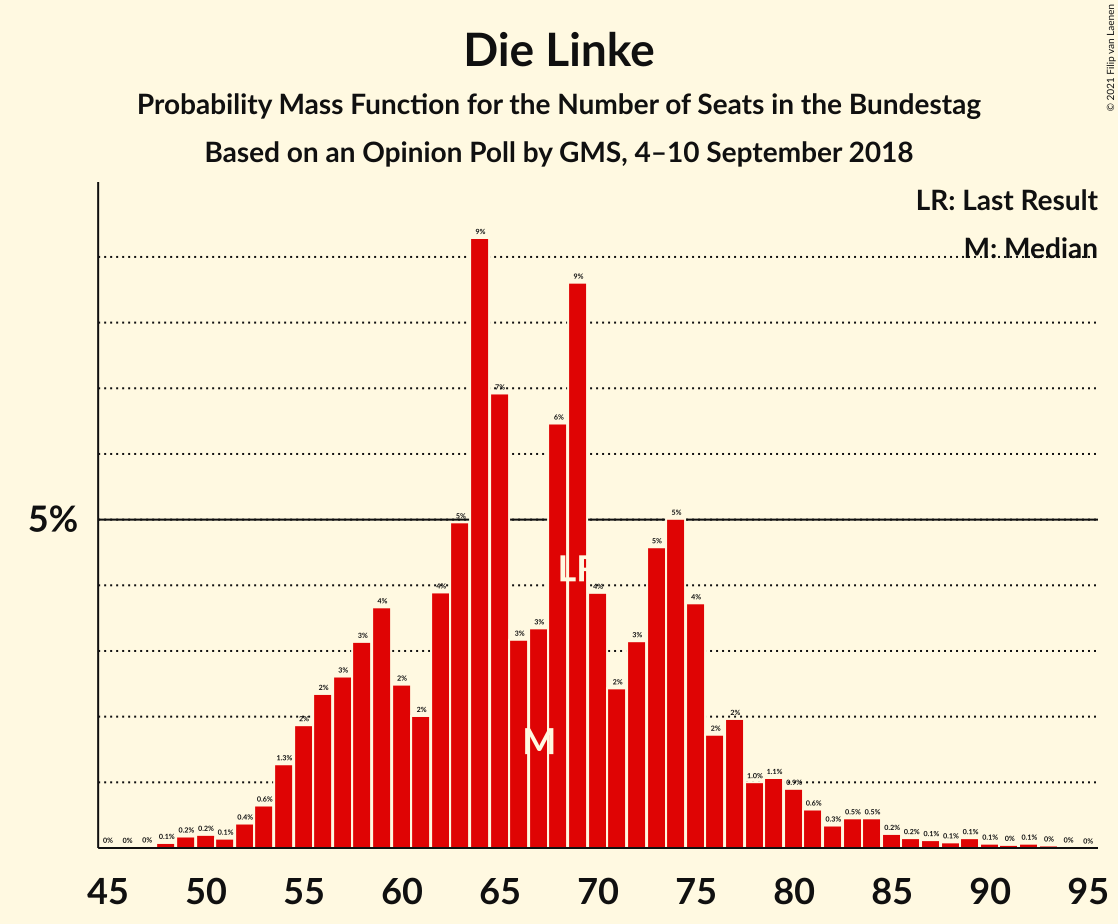 Die Linke
Probability Mass Function for the Number of Seats in the Bundestag
Based on an Opinion Poll by GMS, 4–10 September 2018
© 2021 Filip van Laenen
LR: Last Result
M: Median
5%
0% 0% 0% 0.1% 0.2% 0.2% 0.1% 0.4% 0.6% 1.3% 2% 2% 3% 3% 4% 2% 2% 4% 5% 9% 7% 3% 3% 6% 9% 4% 2% 3% 5% 5% 4% 2% 2% 1.0% 1.1% 0.9% 0.6% 0.3% 0.5% 0.5% 0.2% 0.2% 0.1% 0.1% 0.1% 0.1% 0% 0.1% 0% 0% 0%
LR
M
45 50 55 60 65 70 75 80 85 90 95